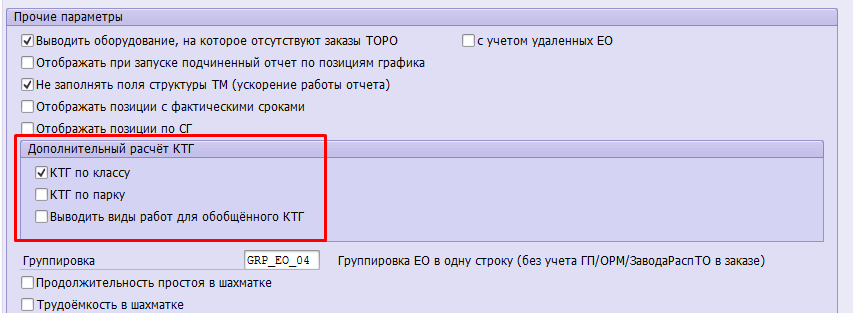 Прочие параметры
Выводить оборудование, на которое отсутствуют заказы ТОРО с учетом удаленных ЕО
Отображать при запуске подчиненный отчет по позициям графика
Не заполнять поля структуры ТМ (ускорение работы отчета)
Отображать позиции с фактическими сроками
Отображать позиции по СГ
Дополнительный расчёт КТГ
КТГ по классу
КТГ по парку
Выводить виды работ для обобщённого КТГ
Группировка GRP_EO_04 Группировка ЕО в одну строку (без учета ГП/ОРМ/ЗаводаРаспТО в заказе)
Продолжительность простоя в шахматке
Трудоёмкость в шахматке